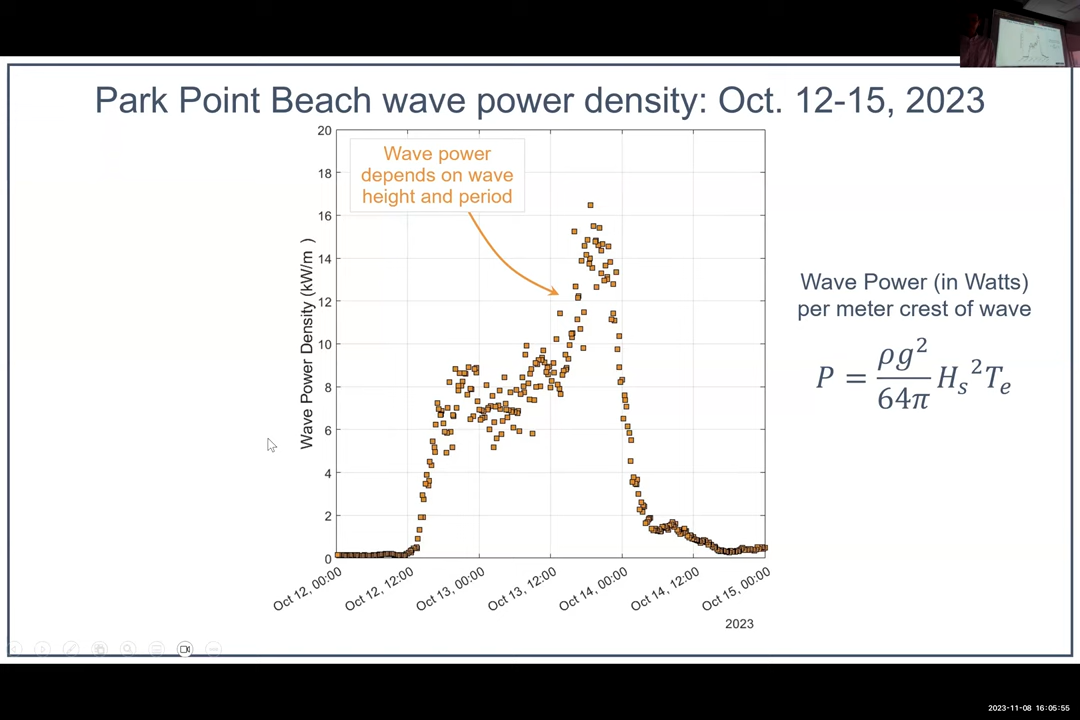 Park Point Beach wave power density: Oct. 12-15, 2023
Wave power
depends on wave
height and period
Wave Power Density (kW/m )
20
18
16
14
12
10
8
6
4
2
0
Oct 12, 00:00
Oct 12, 12:00
Oct 13, 00:00
Oct 13, 12:00
Oct 14, 00:00
Oct 14, 12:00
Oct 15, 00:00
2023
Wave Power (in Watts)
per meter crest of wave
P = ρg²/64π Hₛ²Tₑ
2023-11-08 16:05:55